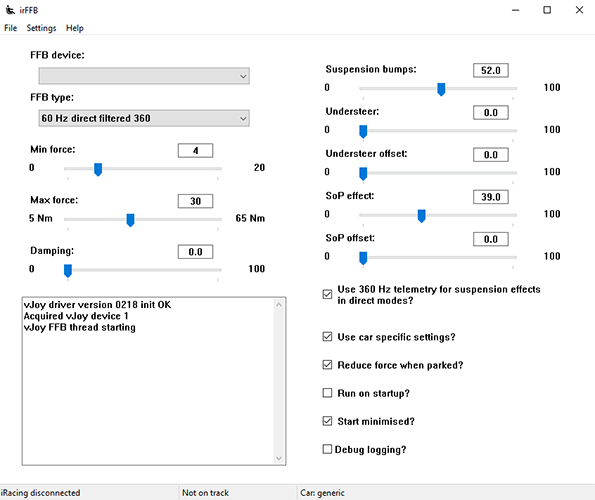 irFFB
File Settings Help
FFB device:
FFB type:
60 Hz direct filtered 360
Min force: 4
0 20
Max force: 30
5 Nm 65 Nm
Damping: 0.0
0 100
vJoy driver version 0218 init OK
Acquired vJoy device 1
vJoy FFB thread starting
Suspension bumps: 52.0
0 100
Understeer: 0.0
0 100
Understeer offset: 0.0
0 100
SoP effect: 39.0
0 100
SoP offset: 0.0
0 100
Use 360 Hz telemetry for suspension effects
in direct modes?
Use car specific settings?
Reduce force when parked?
Run on startup?
Start minimised?
Debug logging?
iRacing disconnected Not on track Car: generic